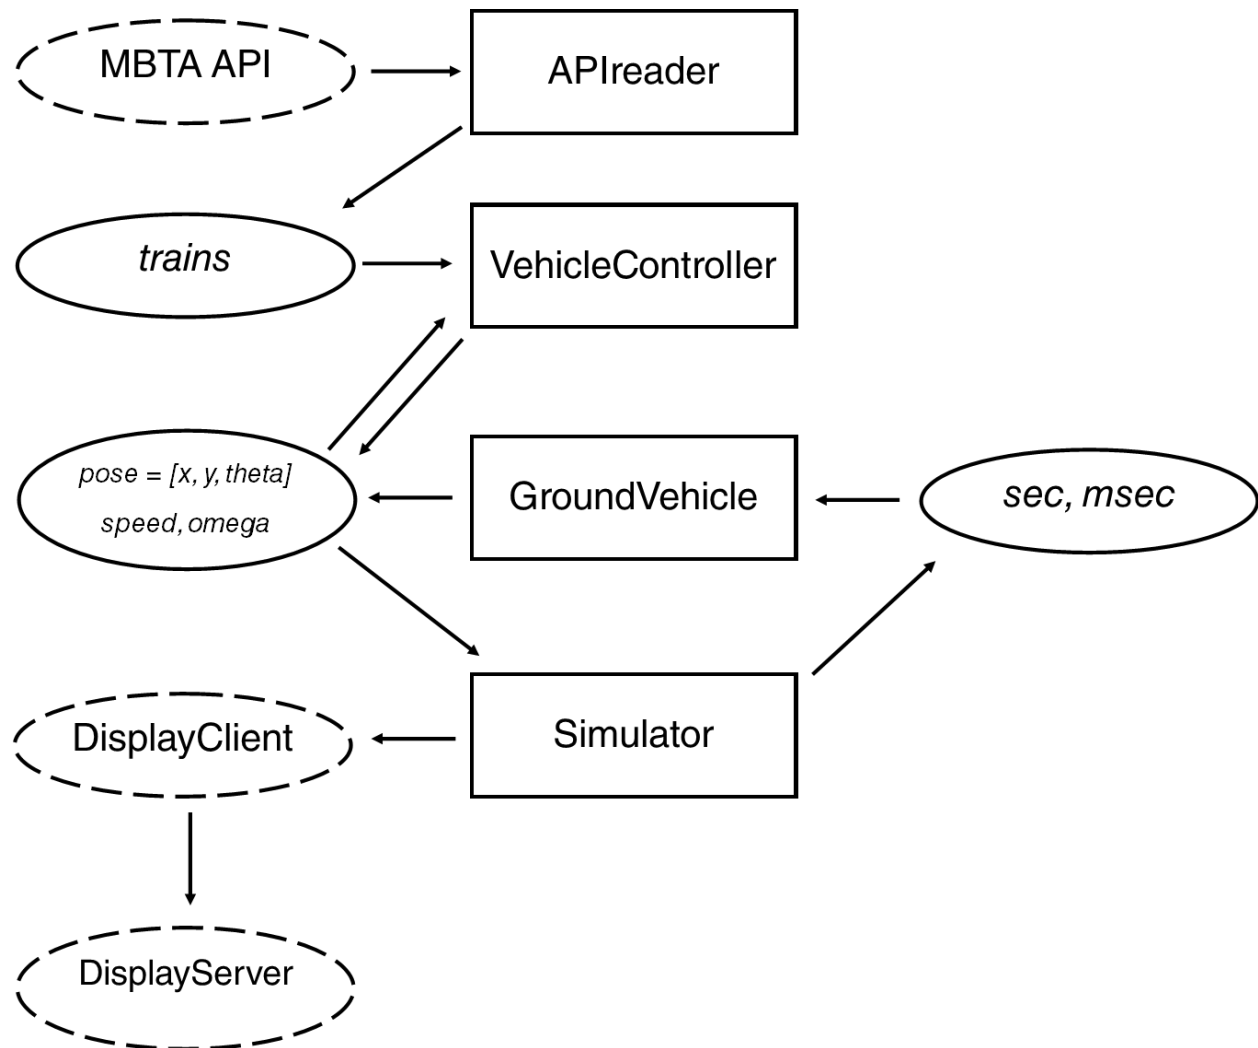 MBTA API
APIreader
trains
VehicleController
pose = [x, y, theta]
speed, omega
GroundVehicle
sec, msec
DisplayClient
Simulator
DisplayServer